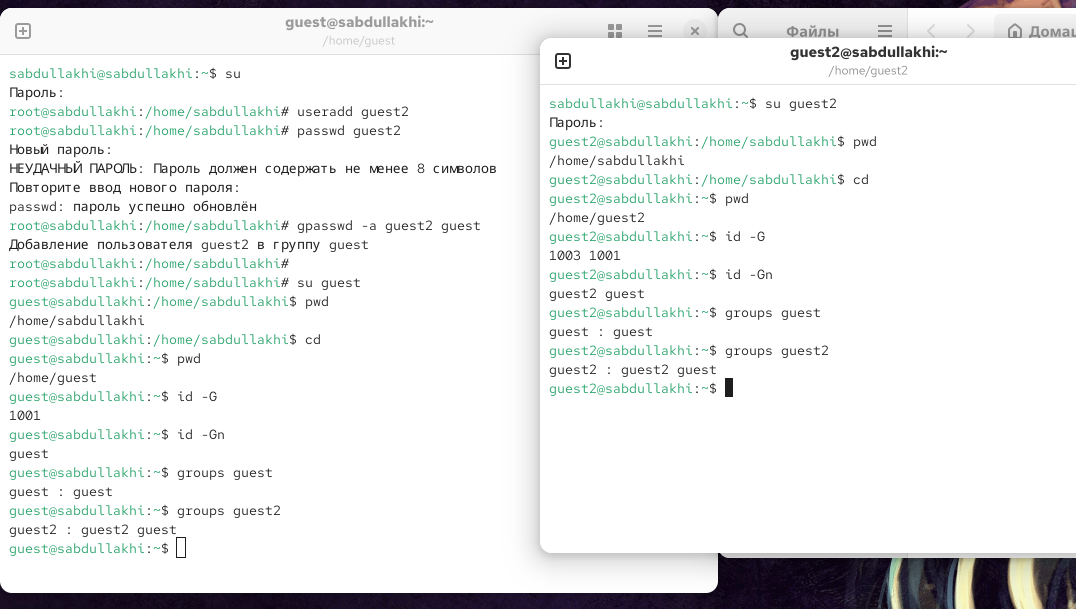 guest@sabdullakhi:~
/home/guest
sabdullakhi@sabdullakhi:~$ su
Пароль:
root@sabdullakhi:/home/sabdullakhi# useradd guest2
root@sabdullakhi:/home/sabdullakhi# passwd guest2
Новый пароль:
НЕУДАЧНЫЙ ПАРОЛЬ: Пароль должен содержать не менее 8 символов
Повторите ввод нового пароля:
passwd: пароль успешно обновлён
root@sabdullakhi:/home/sabdullakhi# gpasswd -a guest2 guest
Добавление пользователя guest2 в группу guest
root@sabdullakhi:/home/sabdullakhi#
root@sabdullakhi:/home/sabdullakhi# su guest
guest@sabdullakhi:/home/sabdullakhi$ pwd
/home/sabdullakhi
guest@sabdullakhi:/home/sabdullakhi$ cd
guest@sabdullakhi:~$ pwd
/home/guest
guest@sabdullakhi:~$ id -G
1001
guest@sabdullakhi:~$ id -Gn
guest
guest@sabdullakhi:~$ groups guest
guest : guest
guest@sabdullakhi:~$ groups guest2
guest2 : guest2 guest
guest@sabdullakhi:~$
Файлы
guest2@sabdullakhi:~
/home/guest2
sabdullakhi@sabdullakhi:~$ su guest2
Пароль:
guest2@sabdullakhi:/home/sabdullakhi$ pwd
/home/sabdullakhi
guest2@sabdullakhi:/home/sabdullakhi$ cd
guest2@sabdullakhi:~$ pwd
/home/guest2
guest2@sabdullakhi:~$ id -G
1003 1001
guest2@sabdullakhi:~$ id -Gn
guest2 guest
guest2@sabdullakhi:~$ groups guest
guest : guest
guest2@sabdullakhi:~$ groups guest2
guest2 : guest2 guest
guest2@sabdullakhi:~$